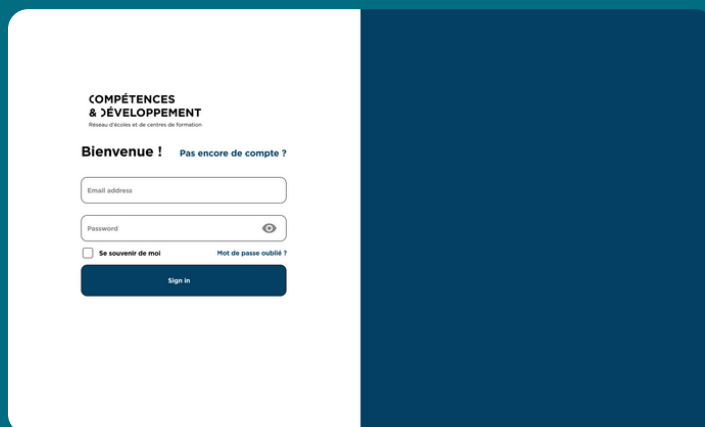 COMPÉTENCES
& DÉVELOPPEMENT
Réseau d'écoles et de centres de formation
Bienvenue ! Pas encore de compte ?
Email address
Password
Se souvenir de moi Mot de passe oublié ?
Sign in